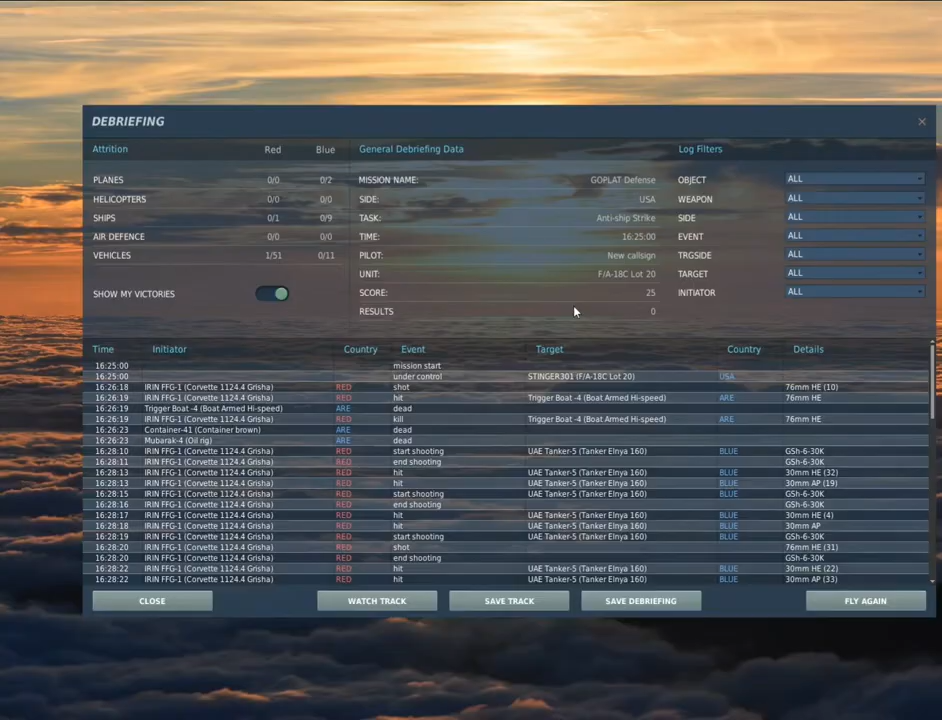 DEBRIEFING ×
Attrition Red Blue General Debriefing Data Log Filters
PLANES 0/0 0/2 MISSION NAME: GOPLAT Defense OBJECT ALL
HELICOPTERS 0/0 0/0 SIDE: USA WEAPON ALL
SHIPS 0/1 0/9 TASK: Anti-ship Strike SIDE ALL
AIR DEFENCE 0/0 0/0 TIME: 16:25:00 EVENT ALL
VEHICLES 1/51 0/11 PILOT: New callsign TRGSIDE ALL
UNIT: F/A-18C Lot 20 TARGET ALL
SHOW MY VICTORIES SCORE: 25 INITIATOR ALL
RESULTS 0
Time Initiator Country Event Target Country Details
16:25:00 mission start
16:25:00 under control STINGER301 (F/A-18C Lot 20) USA
16:26:18 IRIN FFG-1 (Corvette 1124.4 Grisha) RED shot 76mm HE (10)
16:26:19 IRIN FFG-1 (Corvette 1124.4 Grisha) RED hit Trigger Boat -4 (Boat Armed Hi-speed) ARE 76mm HE
16:26:19 Trigger Boat -4 (Boat Armed Hi-speed) ARE dead
16:26:19 IRIN FFG-1 (Corvette 1124.4 Grisha) RED kill Trigger Boat -4 (Boat Armed Hi-speed) ARE 76mm HE
16:26:23 Container-41 (Container brown) ARE dead
16:26:23 Mubarak-4 (Oil rig) ARE dead
16:28:10 IRIN FFG-1 (Corvette 1124.4 Grisha) RED start shooting UAE Tanker-5 (Tanker Elnya 160) BLUE GSh-6-30K
16:28:11 IRIN FFG-1 (Corvette 1124.4 Grisha) RED end shooting GSh-6-30K
16:28:13 IRIN FFG-1 (Corvette 1124.4 Grisha) RED hit UAE Tanker-5 (Tanker Elnya 160) BLUE 30mm HE (32)
16:28:13 IRIN FFG-1 (Corvette 1124.4 Grisha) RED hit UAE Tanker-5 (Tanker Elnya 160) BLUE 30mm AP (19)
16:28:15 IRIN FFG-1 (Corvette 1124.4 Grisha) RED start shooting UAE Tanker-5 (Tanker Elnya 160) BLUE GSh-6-30K
16:28:16 IRIN FFG-1 (Corvette 1124.4 Grisha) RED end shooting GSh-6-30K
16:28:17 IRIN FFG-1 (Corvette 1124.4 Grisha) RED hit UAE Tanker-5 (Tanker Elnya 160) BLUE 30mm HE (4)
16:28:18 IRIN FFG-1 (Corvette 1124.4 Grisha) RED hit UAE Tanker-5 (Tanker Elnya 160) BLUE 30mm AP
16:28:19 IRIN FFG-1 (Corvette 1124.4 Grisha) RED start shooting UAE Tanker-5 (Tanker Elnya 160) BLUE GSh-6-30K
16:28:20 IRIN FFG-1 (Corvette 1124.4 Grisha) RED shot 76mm HE (31)
16:28:20 IRIN FFG-1 (Corvette 1124.4 Grisha) RED end shooting GSh-6-30K
16:28:22 IRIN FFG-1 (Corvette 1124.4 Grisha) RED hit UAE Tanker-5 (Tanker Elnya 160) BLUE 30mm HE (22)
16:28:22 IRIN FFG-1 (Corvette 1124.4 Grisha) RED hit UAE Tanker-5 (Tanker Elnya 160) BLUE 30mm AP (33)
CLOSE WATCH TRACK SAVE TRACK SAVE DEBRIEFING FLY AGAIN